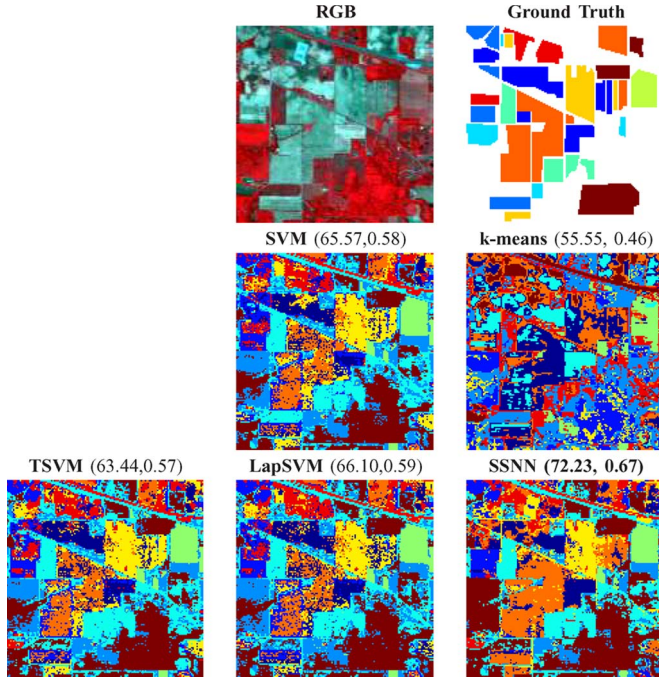 RGB
Ground Truth
SVM (65.57,0.58)
k-means (55.55, 0.46)
TSVM (63.44,0.57)
LapSVM (66.10,0.59)
SSNN (72.23, 0.67)